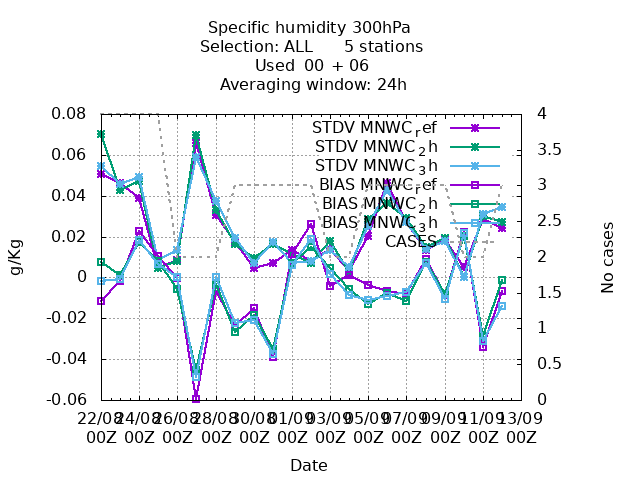 Specific humidity 300hPa
Selection: ALL 5 stations
Used 00 + 06
Averaging window: 24h
0.08
0.06
0.04
0.02
0
-0.02
-0.04
-0.06
g/Kg
4
3.5
3
2.5
2
1.5
1
0.5
0
No cases
STDV MNWC_ref
STDV MNWC_2h
STDV MNWC_3h
BIAS MNWC_ref
BIAS MNWC_2h
BIAS MNWC_3h
CASES
22/08 24/08 26/08 28/08 30/08 01/09 03/09 05/09 07/09 09/09 11/09 13/09
00Z 00Z 00Z 00Z 00Z 00Z 00Z 00Z 00Z 00Z 00Z 00Z
Date